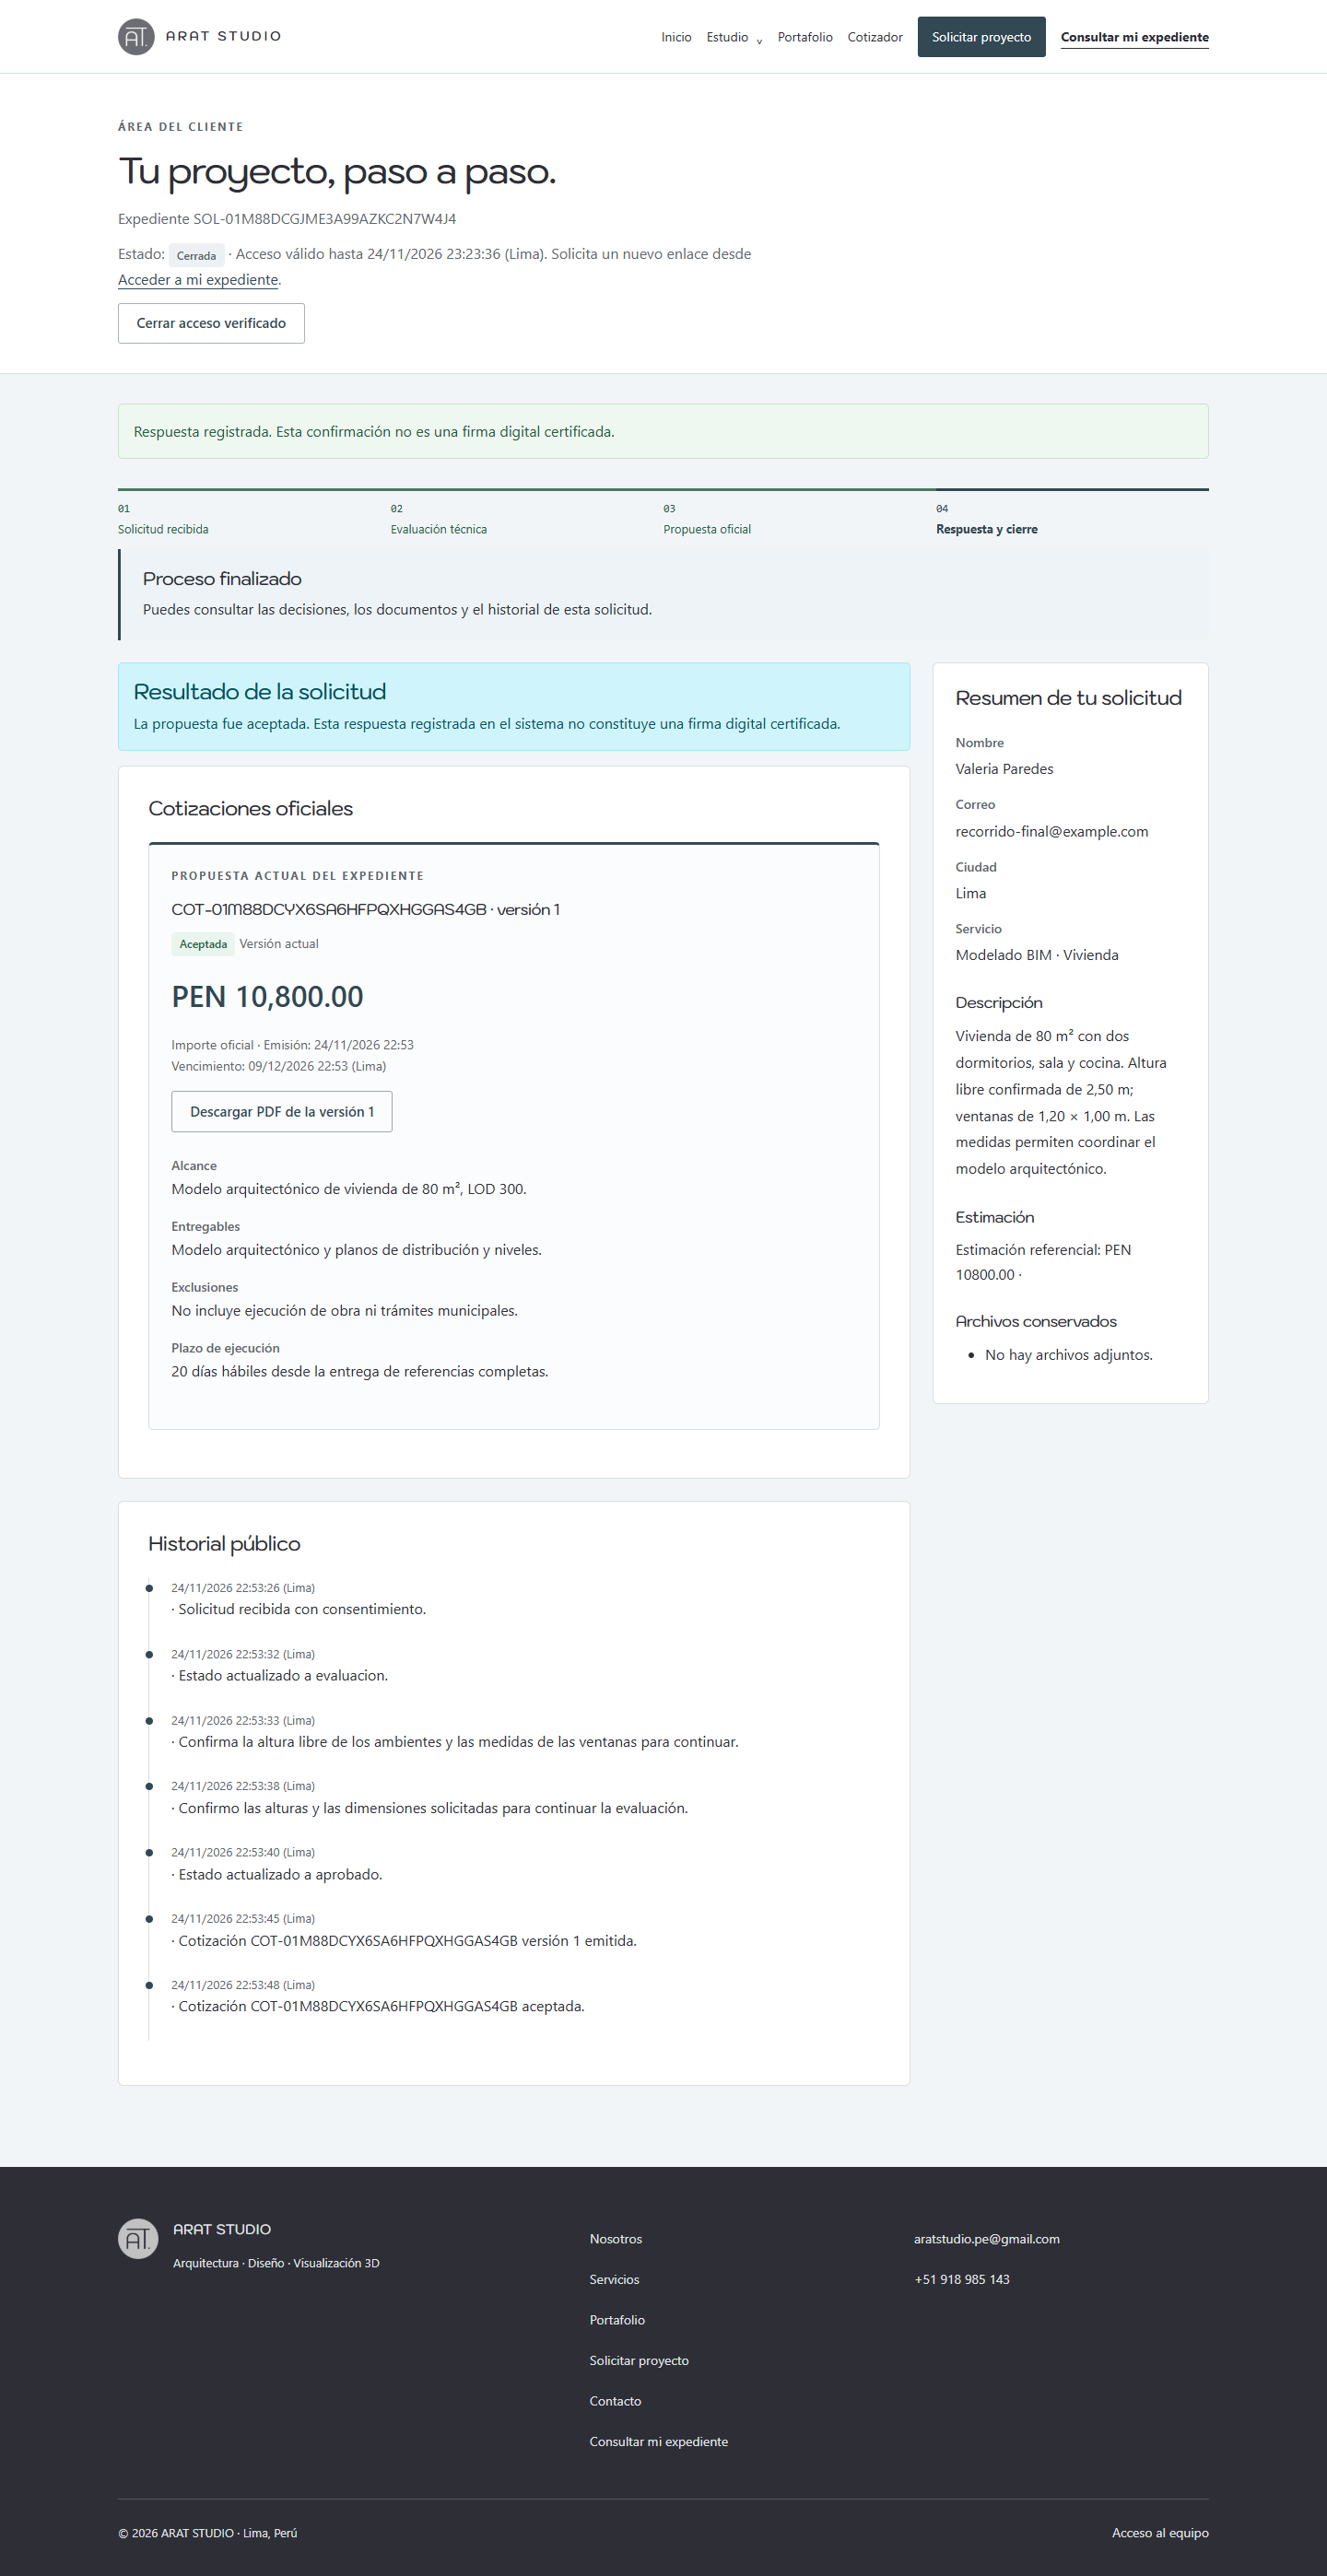 AT.
ARAT STUDIO
Inicio
Estudio
Portafolio
Cotizador
Solicitar proyecto
Consultar mi expediente
ÁREA DEL CLIENTE
Tu proyecto, paso a paso.
Expediente SOL-01M88DCGJME3A99AZKC2N7W4J4
Estado: Cerrada · Acceso válido hasta 24/11/2026 23:23:36 (Lima). Solicita un nuevo enlace desde
Acceder a mi expediente.
Cerrar acceso verificado
Respuesta registrada. Esta confirmación no es una firma digital certificada.
01
Solicitud recibida
02
Evaluación técnica
03
Propuesta oficial
04
Respuesta y cierre
Proceso finalizado
Puedes consultar las decisiones, los documentos y el historial de esta solicitud.
Resultado de la solicitud
La propuesta fue aceptada. Esta respuesta registrada en el sistema no constituye una firma digital certificada.
Cotizaciones oficiales
PROPUESTA ACTUAL DEL EXPEDIENTE
COT-01M88DCYX6SA6HFPQXHGGAS4GB · versión 1
Aceptada Versión actual
PEN 10,800.00
Importe oficial · Emisión: 24/11/2026 22:53
Vencimiento: 09/12/2026 22:53 (Lima)
Descargar PDF de la versión 1
Alcance
Modelo arquitectónico de vivienda de 80 m², LOD 300.
Entregables
Modelo arquitectónico y planos de distribución y niveles.
Exclusiones
No incluye ejecución de obra ni trámites municipales.
Plazo de ejecución
20 días hábiles desde la entrega de referencias completas.
Resumen de tu solicitud
Nombre
Valeria Paredes
Correo
recorrido-final@example.com
Ciudad
Lima
Servicio
Modelado BIM · Vivienda
Descripción
Vivienda de 80 m² con dos
dormitorios, sala y cocina. Altura
libre confirmada de 2,50 m;
ventanas de 1,20 × 1,00 m. Las
medidas permiten coordinar el
modelo arquitectónico.
Estimación
Estimación referencial: PEN
10800.00 ·
Archivos conservados
• No hay archivos adjuntos.
Historial público
24/11/2026 22:53:26 (Lima)
· Solicitud recibida con consentimiento.
24/11/2026 22:53:32 (Lima)
· Estado actualizado a evaluacion.
24/11/2026 22:53:33 (Lima)
· Confirma la altura libre de los ambientes y las medidas de las ventanas para continuar.
24/11/2026 22:53:38 (Lima)
· Confirmo las alturas y las dimensiones solicitadas para continuar la evaluación.
24/11/2026 22:53:40 (Lima)
· Estado actualizado a aprobado.
24/11/2026 22:53:45 (Lima)
· Cotización COT-01M88DCYX6SA6HFPQXHGGAS4GB versión 1 emitida.
24/11/2026 22:53:48 (Lima)
· Cotización COT-01M88DCYX6SA6HFPQXHGGAS4GB aceptada.
AT.
ARAT STUDIO
Arquitectura · Diseño · Visualización 3D
Nosotros
Servicios
Portafolio
Solicitar proyecto
Contacto
Consultar mi expediente
aratstudio.pe@gmail.com
+51 918 985 143
© 2026 ARAT STUDIO · Lima, Perú
Acceso al equipo